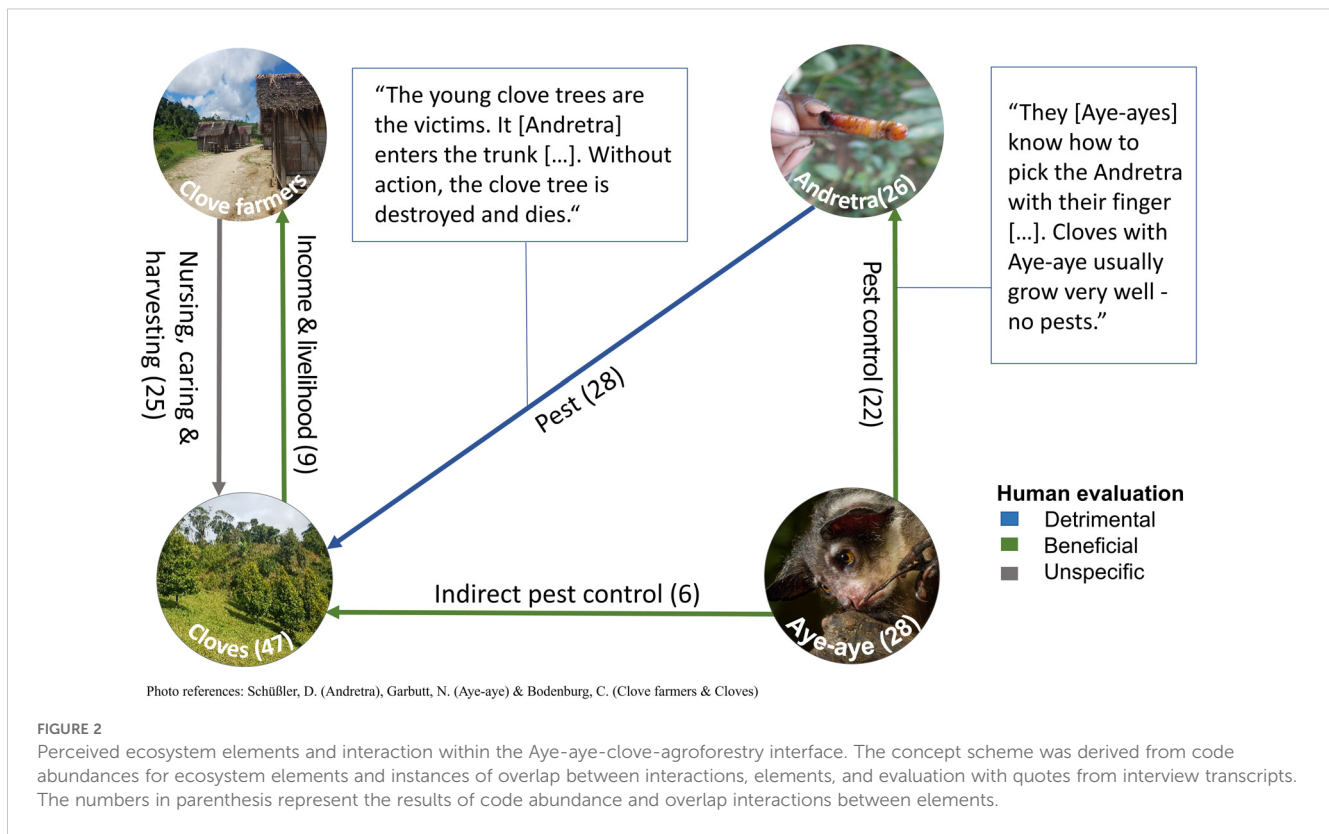 Clove farmers
“The young clove trees are
the victims. It [Andretra]
enters the trunk […]. Without
action, the clove tree is
destroyed and dies.“
Andretra(26)
“They [Aye-ayes]
know how to
pick the Andretra
with their finger
[…]. Cloves with
Aye-aye usually
grow very well -
no pests.”
Nursing, caring &
harvesting (25)
Income & livelihood (9)
Pest (28)
Pest control (22)
Human evaluation
Detrimental
Beneficial
Unspecific
Indirect pest control (6)
Cloves (47)
Aye-aye (28)
Photo references: Schüßler, D. (Andretra), Garbutt, N. (Aye-aye) & Bodenburg, C. (Clove farmers & Cloves)
FIGURE 2
Perceived ecosystem elements and interaction within the Aye-aye-clove-agroforestry interface. The concept scheme was derived from code
abundances for ecosystem elements and instances of overlap between interactions, elements, and evaluation with quotes from interview transcripts.
The numbers in parenthesis represent the results of code abundance and overlap interactions between elements.